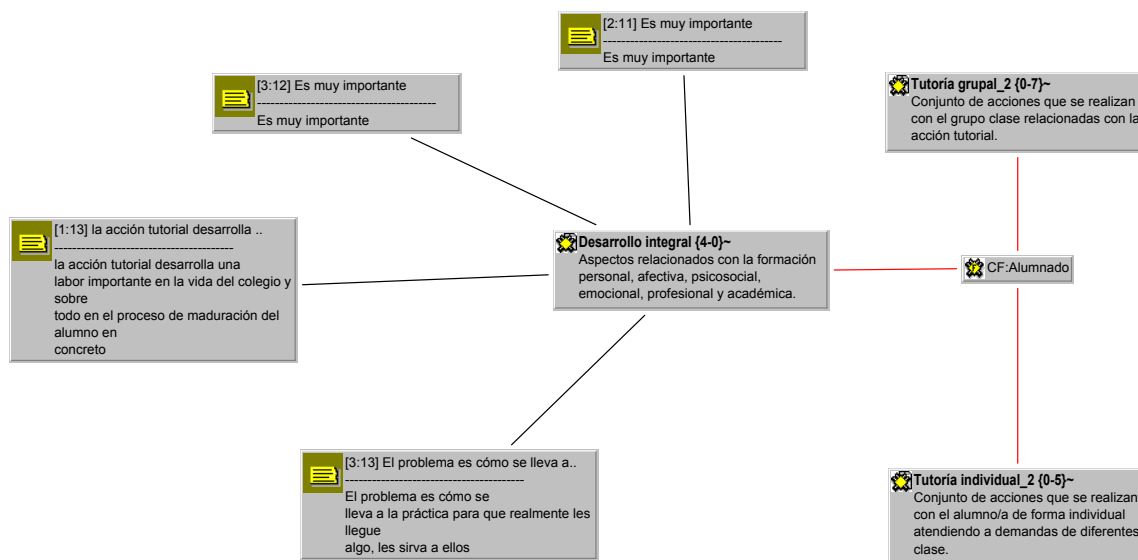 [2:11] Es muy importante
----------------------------------------
Es muy importante
[3:12] Es muy importante
----------------------------------------
Es muy importante
Tutoría grupal_2 {0-7}~
Conjunto de acciones que se realizan
con el grupo clase relacionadas con la
acción tutorial.
[1:13] la acción tutorial desarrolla ..
----------------------------------------
la acción tutorial desarrolla una
labor importante en la vida del colegio y
sobre
todo en el proceso de maduración del
alumno en
concreto
Desarrollo integral {4-0}~
Aspectos relacionados con la formación
personal, afectiva, psicosocial,
emocional, profesional y académica.
CF:Alumnado
[3:13] El problema es cómo se lleva a..
----------------------------------------
El problema es cómo se
lleva a la práctica para que realmente les
llegue
algo, les sirva a ellos
Tutoría individual_2 {0-5}~
Conjunto de acciones que se realizan
con el alumno/a de forma individual
atendiendo a demandas de diferentes
clase.